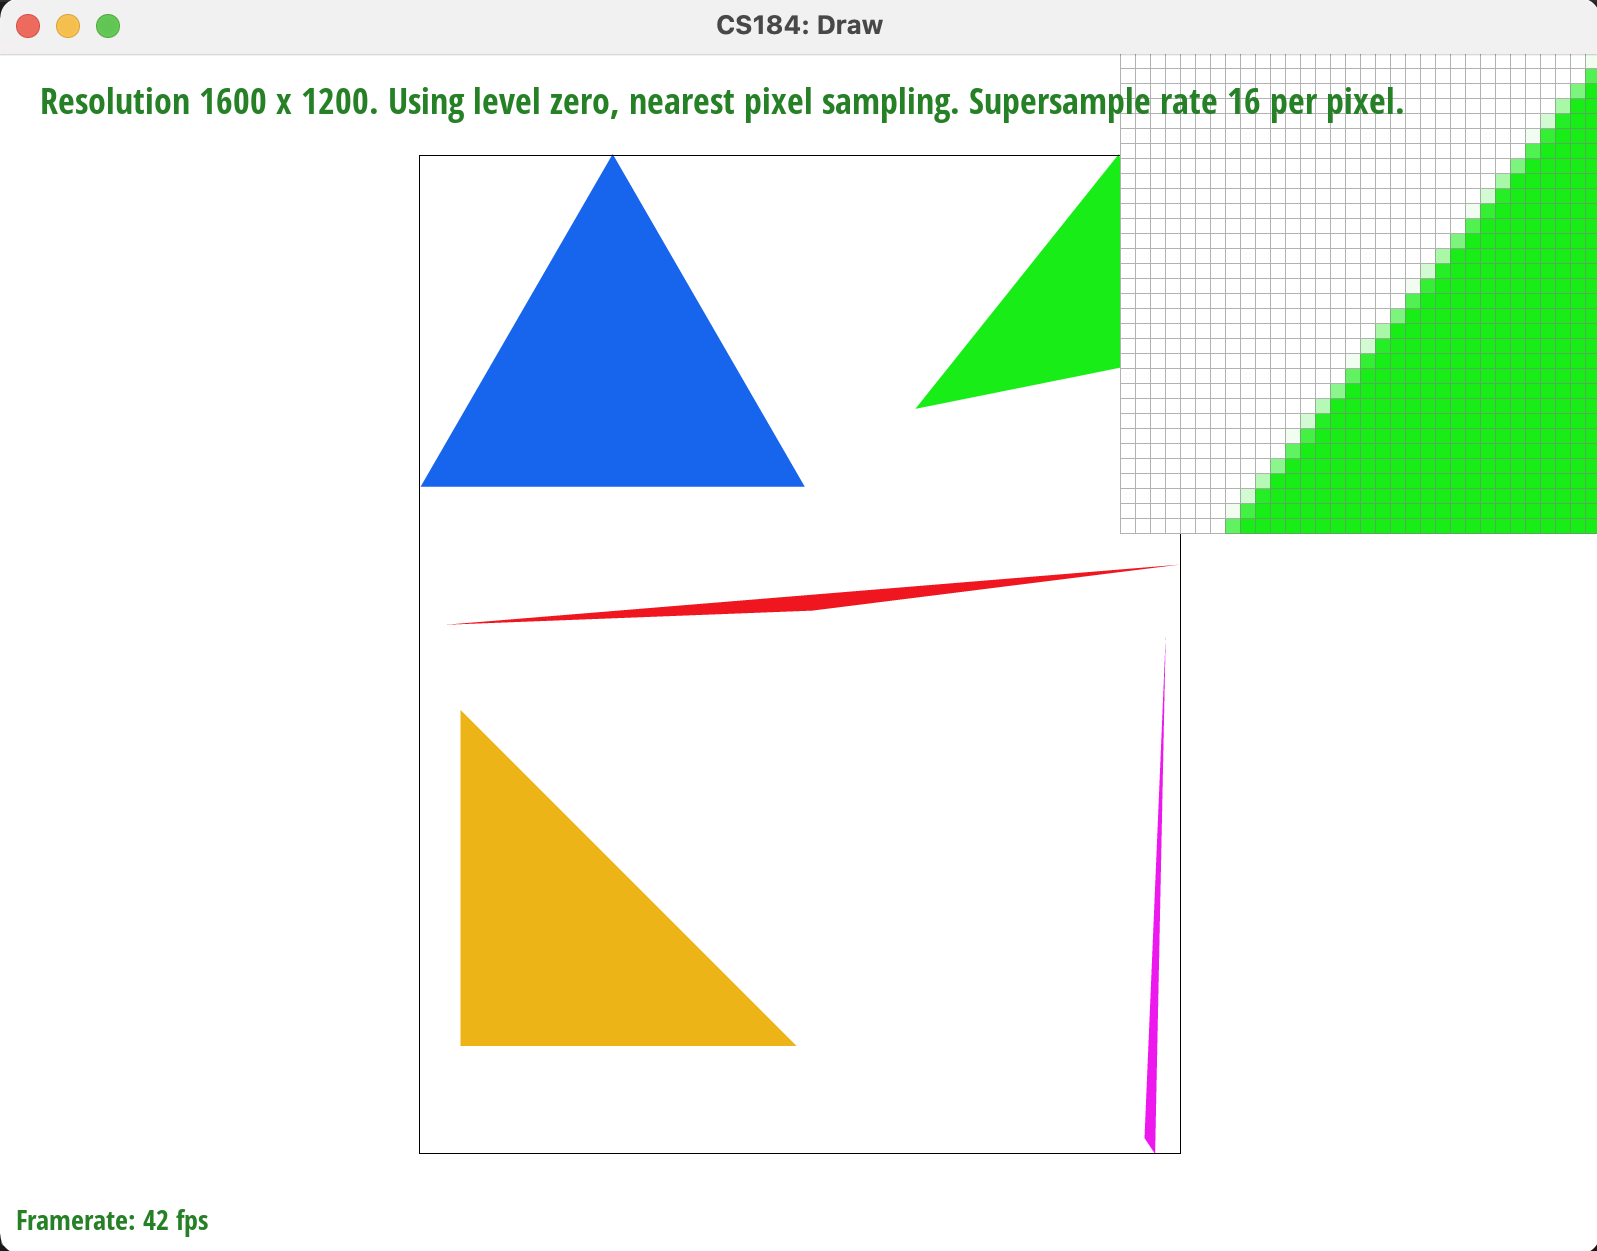 CS184: Draw
Resolution 1600 x 1200. Using level zero, nearest pixel sampling. Supersample rate 16 per pixel.
Framerate: 42 fps